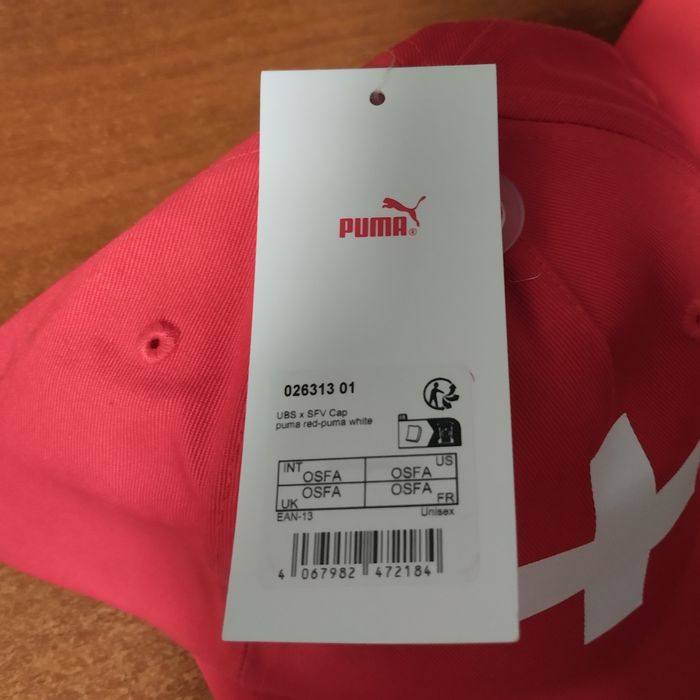 PUMA®
026313 01
UBS x SFV Cap
puma red-puma white
INT OSFA OSFA US
UK OSFA OSFA FR
EAN-13 Unisex
4 067982 472184